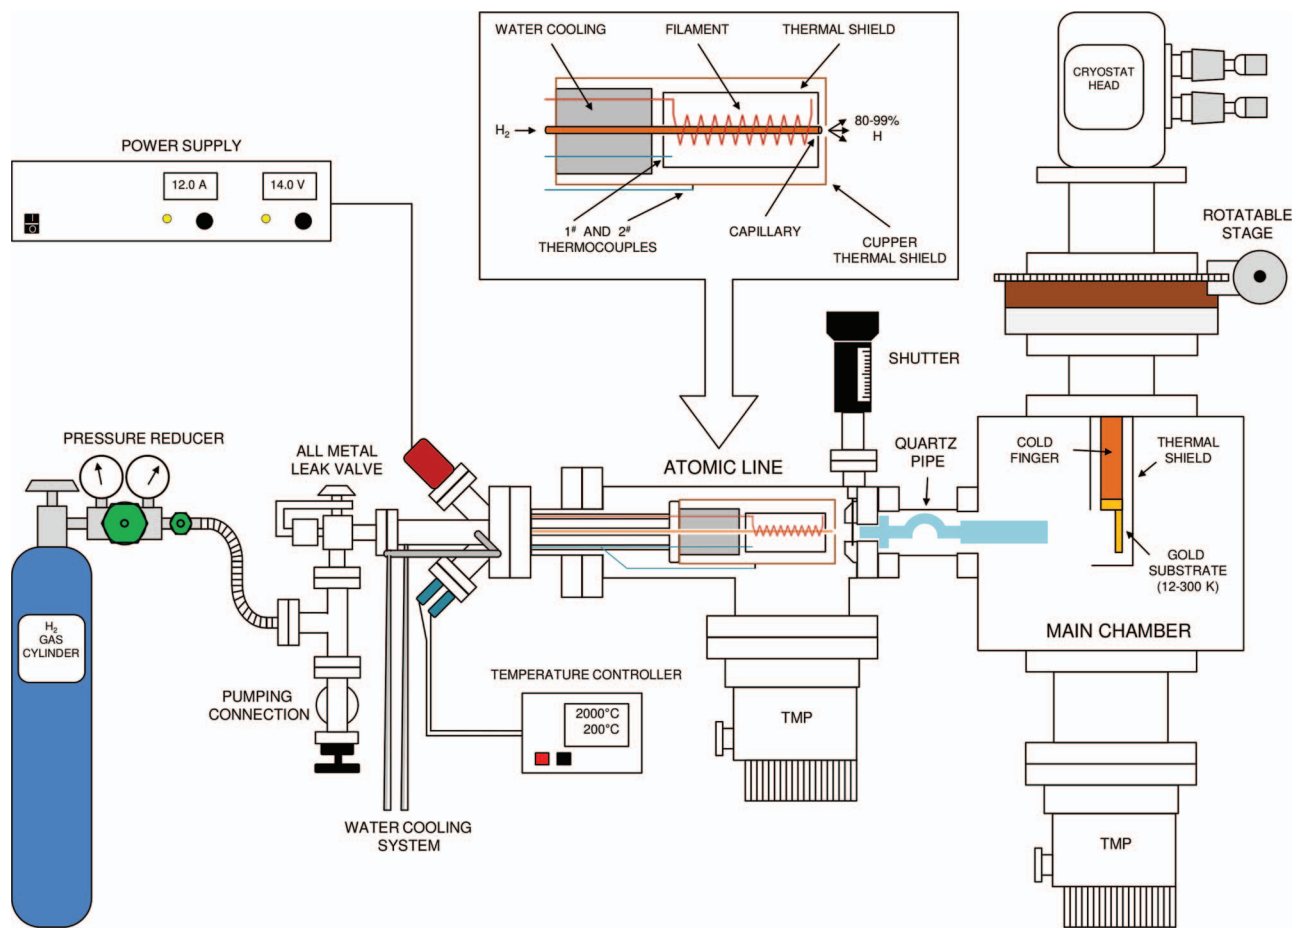 WATER COOLING
FILAMENT
THERMAL SHIELD
H2
80-99%
H
1# AND 2#
THERMOCOUPLES
CAPILLARY
CUPPER
THERMAL SHIELD
CRYOSTAT
HEAD
POWER SUPPLY
12.0 A
14.0 V
I
O
ROTATABLE
STAGE
SHUTTER
PRESSURE REDUCER
ALL METAL
LEAK VALVE
ATOMIC LINE
QUARTZ
PIPE
COLD
FINGER
THERMAL
SHIELD
GOLD
SUBSTRATE
(12-300 K)
MAIN CHAMBER
H2
GAS
CYLINDER
PUMPING
CONNECTION
TEMPERATURE CONTROLLER
2000°C
200°C
TMP
WATER COOLING
SYSTEM
TMP